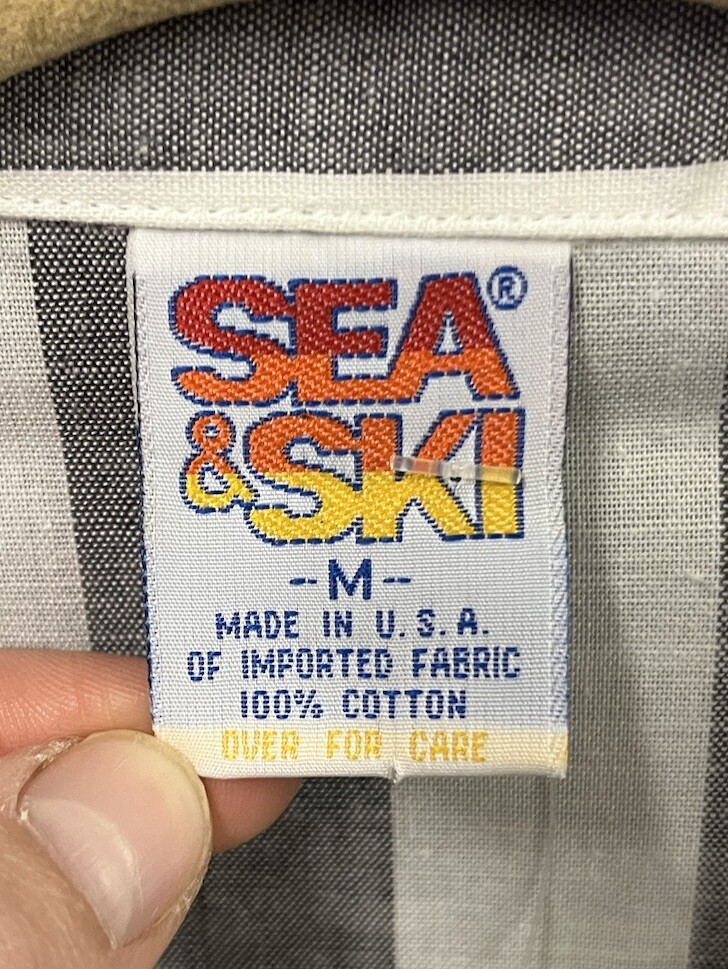 SEA®
&SKI
--M--
MADE IN U.S.A.
OF IMPORTED FABRIC
100% COTTON
OVER FOR CARE